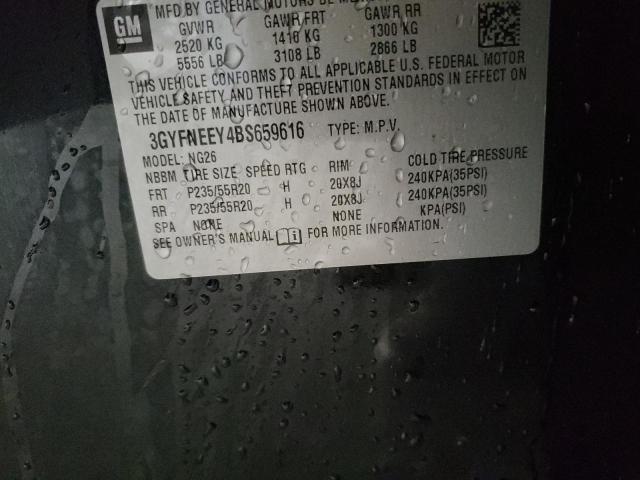 GM
MFD BY GENERAL MOTORS DE
GVWR GAWR FRT GAWR RR
2520 KG 1410 KG 1300 KG
5556 LB 3108 LB 2866 LB
THIS VEHICLE CONFORMS TO ALL APPLICABLE U.S. FEDERAL MOTOR
VEHICLE SAFETY AND THEFT PREVENTION STANDARDS IN EFFECT ON
THE DATE OF MANUFACTURE SHOWN ABOVE.
3GYFNEEY4BS659616 TYPE: M.P.V.
MODEL: NG26
NBBM TIRE SIZE SPEED RTG RIM COLD TIRE PRESSURE
FRT P235/55R20 H 20X8J 240KPA(35PSI)
RR P235/55R20 H 20X8J 240KPA(35PSI)
SPA NONE NONE KPA(PSI)
SEE OWNER'S MANUAL FOR MORE INFORMATION.